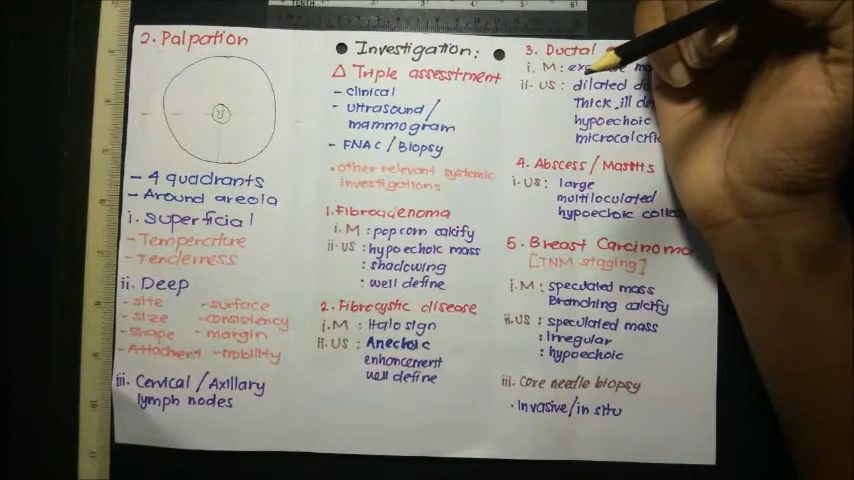 2. Palpation
- 4 quadrants
- Around areola
i. Superficial
- Temperature
- Tenderness
ii. Deep
- site - surface
- size - consistency
- shape - margin
- Attachent - mobility
iii. Cervical / Axillary
lymph nodes
Investigation:
Δ Triple assesstment
- clinical
- ultrasound /
mammogram
- FNAC / Biopsy
• other relevant systemic
investigations
1. Fibroadenoma
i. M : popcorn calcify
ii. US : hypoechoic mass
: shadowing
: well define
2. Fibrocystic disease
i. M : Halo sign
ii. US : Anechoic
enhancement
well define
3. Ductal
i. M :
ii. US : dilated
Thick, ill
hypoechoic
4. Abscess / Mastitis
i. US : large
multiloculated
hypoechoic
5. Breast Carcinoma
[TNM staging]
i. M : speculated mass
Branching calcify
ii. US : speculated mass
: Irregular
: hypoechoic
iii. Core needle biopsy
• Invasive / in situ